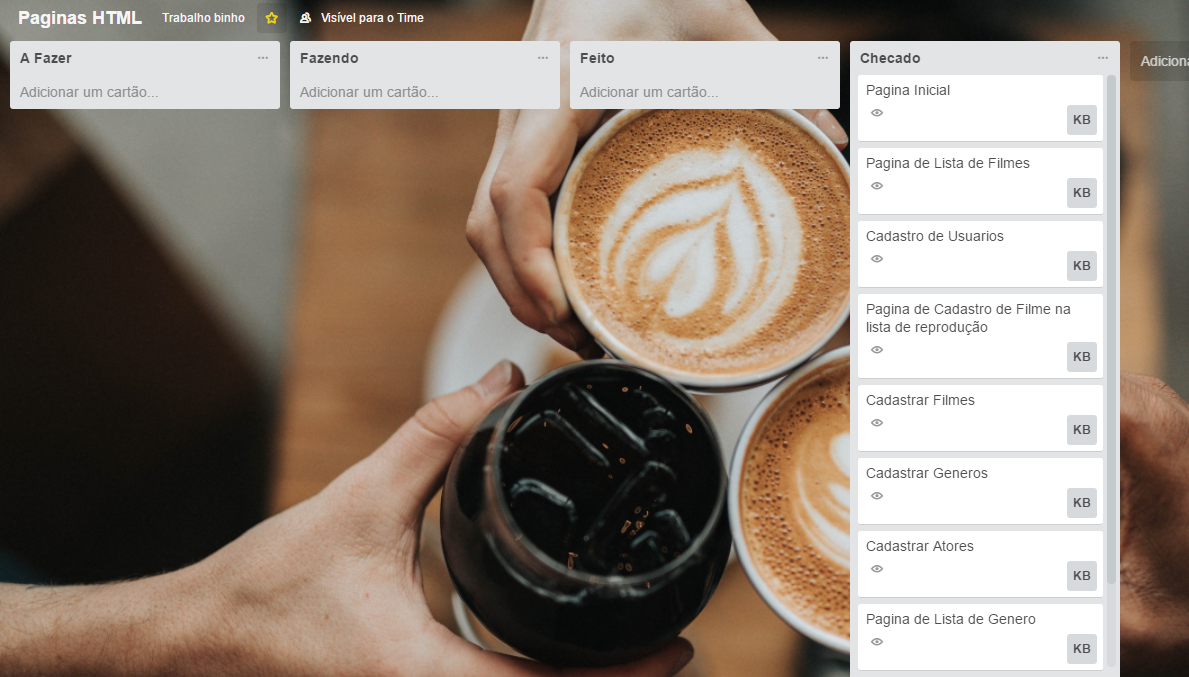 Paginas HTML Trabalho binho Visível para o Time
A Fazer
Adicionar um cartão...
Fazendo
Adicionar um cartão...
Feito
Adicionar um cartão...
Checado
Pagina Inicial
KB
Pagina de Lista de Filmes
KB
Cadastro de Usuarios
KB
Pagina de Cadastro de Filme na
lista de reprodução
KB
Cadastrar Filmes
KB
Cadastrar Generos
KB
Cadastrar Atores
KB
Pagina de Lista de Genero
KB